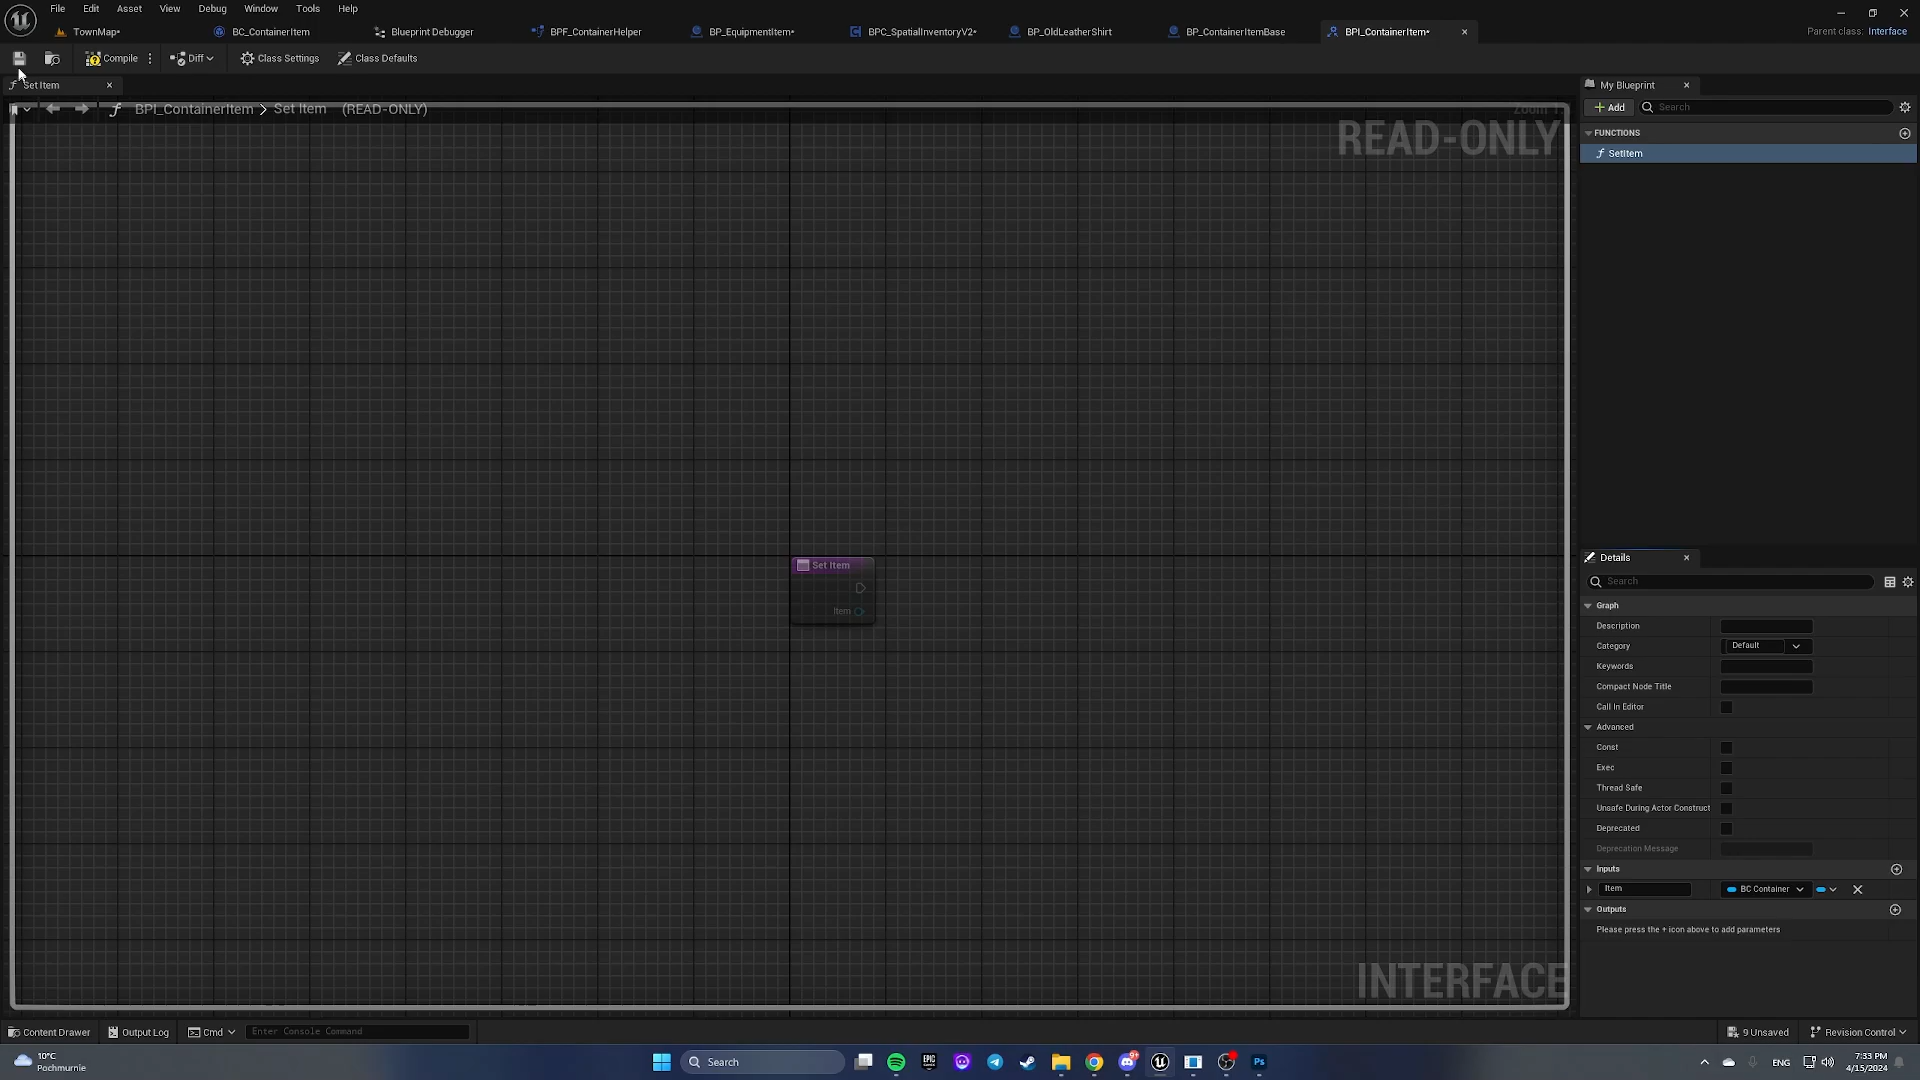 File Edit Asset View Debug Window Tools Help
TownMap* BC_ContainerItem Blueprint Debugger BPF_ContainerHelper BP_EquipmentItem* BPC_SpatialInventoryV2* BP_OldLeatherShirt BP_ContainerItemBase BPI_ContainerItem* Parent class: Interface
Compile Diff Class Settings Class Defaults
Set Item
My Blueprint
BPI_ContainerItem > Set Item (READ-ONLY)
READ-ONLY
Add Search
FUNCTIONS
SetItem
Set Item
Item
Details
Search
Graph
Description
Category Default
Keywords
Compact Node Title
Call In Editor
Advanced
Const
Exec
Thread Safe
Unsafe During Actor Construct
Deprecated
Deprecation Message
Inputs
Item BC Container
Outputs
Please press the + icon above to add parameters
INTERFACE
Content Drawer Output Log Cmd Enter Console Command 9 Unsaved Revision Control
10°C
Pochmurnie
Search
EPIC
Ps
ENG
7:33 PM
4/15/2024